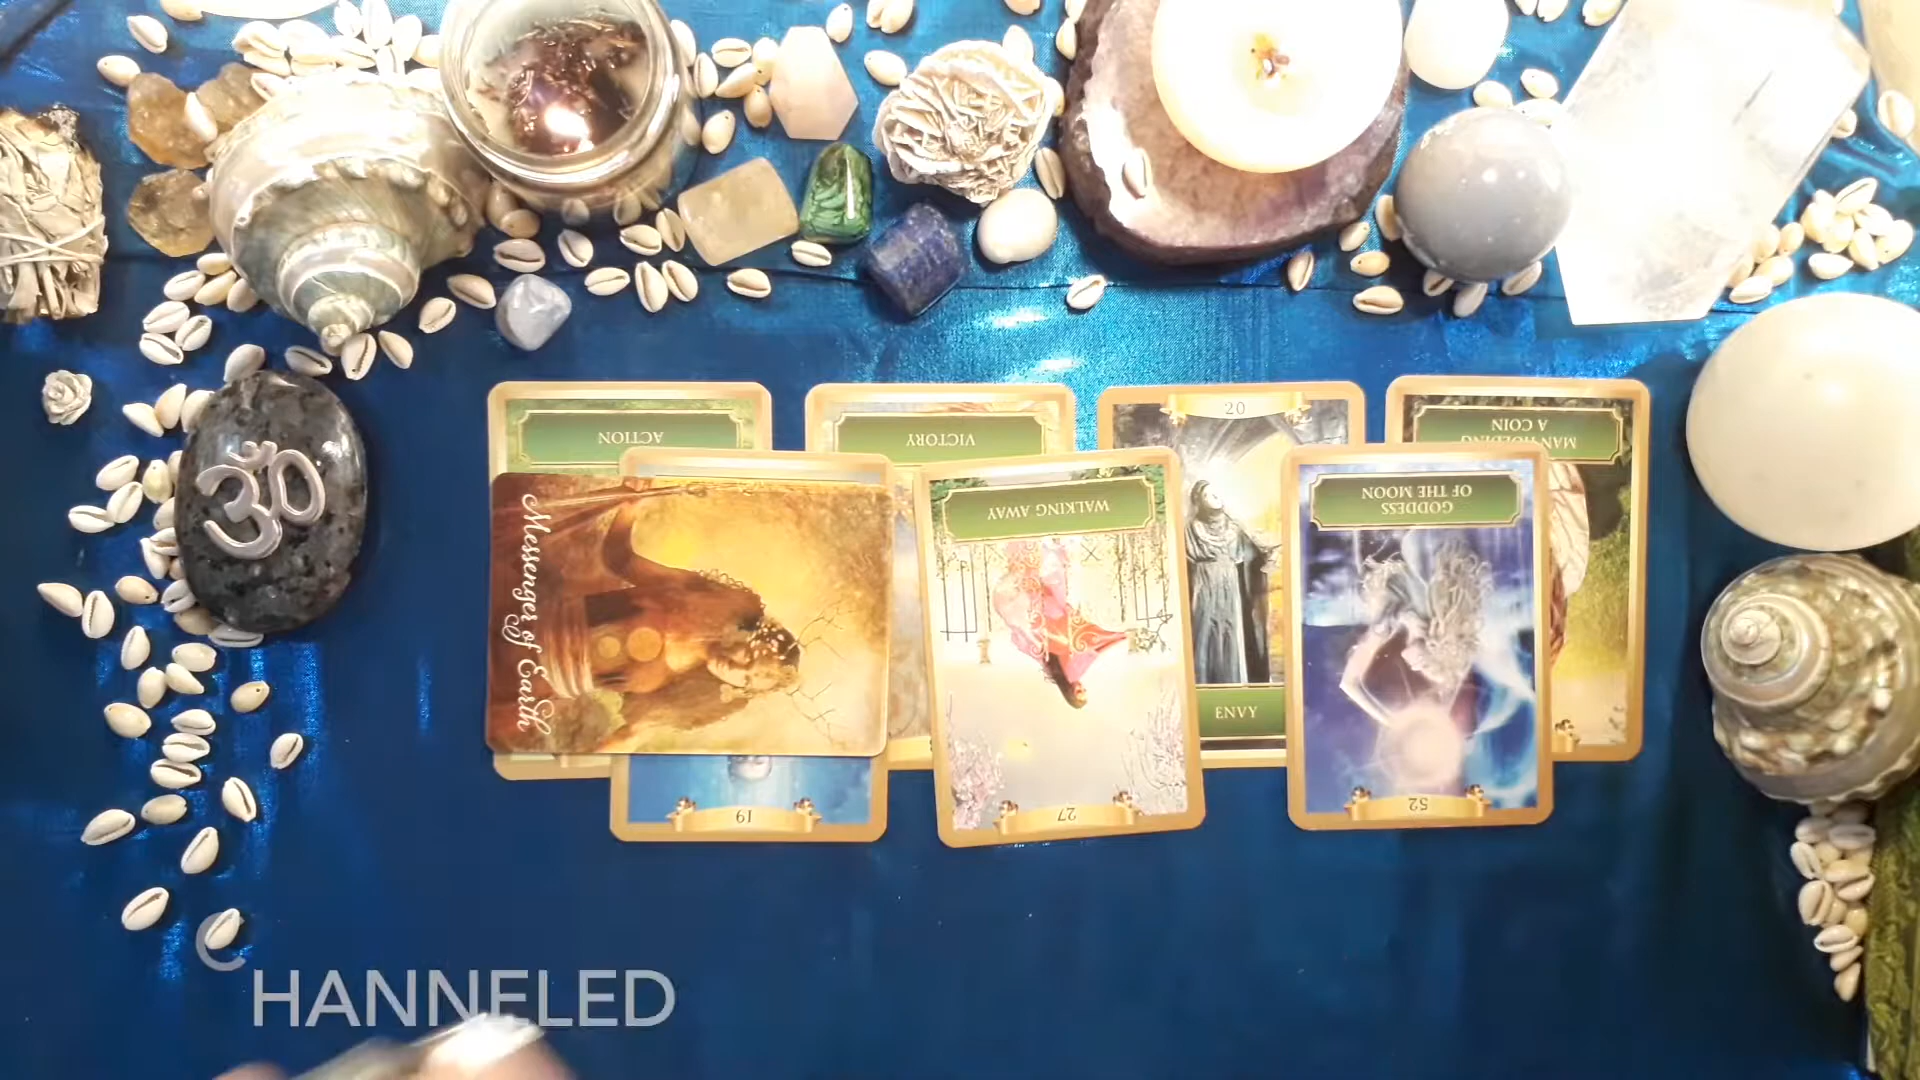 ACTION
VICTORY
20
MAN HOLDING
A COIN
Messenger of Earth
WALKING AWAY
GODDESS
OF THE MOON
ENVY
19
27
52
ॐ
CHANNELED